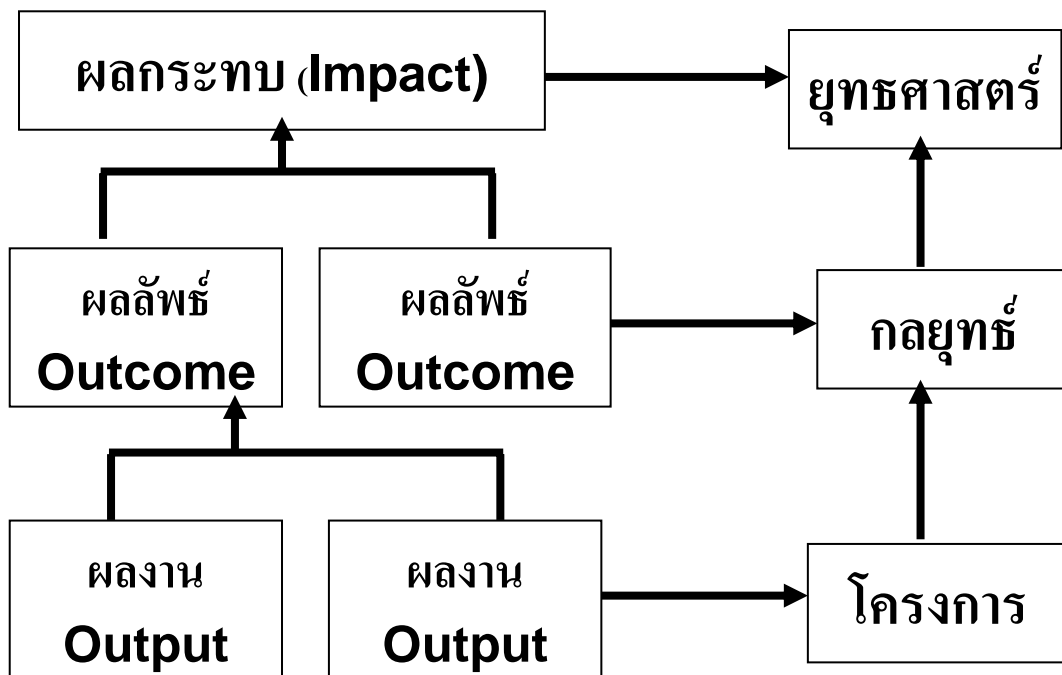 ผลกระทบ (Impact)
ยุทธศาสตร์
ผลลัพธ์
Outcome
ผลลัพธ์
Outcome
กลยุทธ์
ผลงาน
Output
ผลงาน
Output
โครงการ